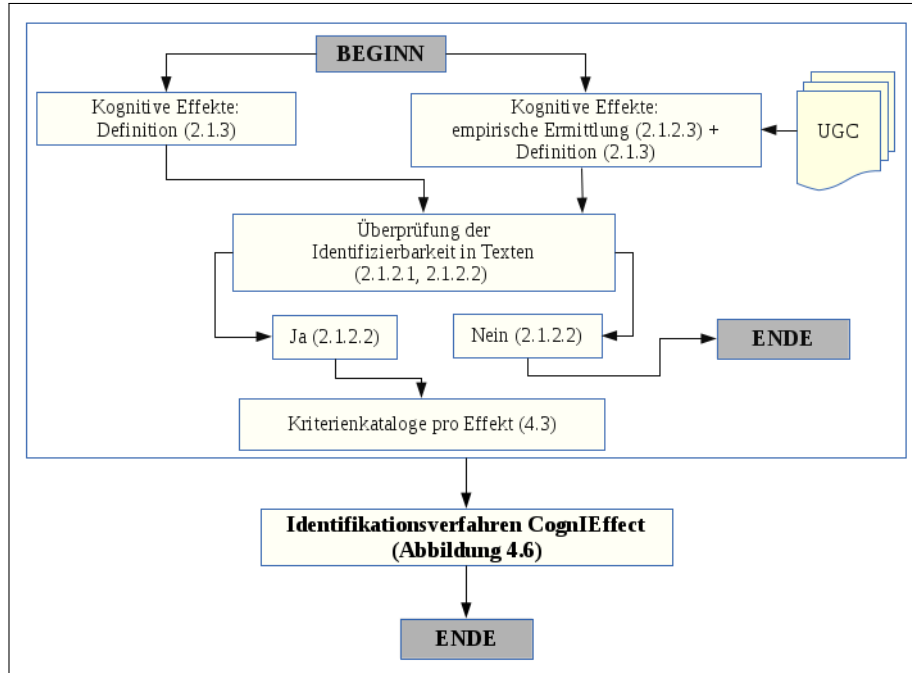 BEGINN
Kognitive Effekte:
Definition (2.1.3)
Kognitive Effekte:
empirische Ermittlung (2.1.2.3) +
Definition (2.1.3)
UGC
Überprüfung der
Identifizierbarkeit in Texten
(2.1.2.1, 2.1.2.2)
Ja (2.1.2.2)
Nein (2.1.2.2)
ENDE
Kriterienkataloge pro Effekt (4.3)
Identifikationsverfahren CognIEffect
(Abbildung 4.6)
ENDE